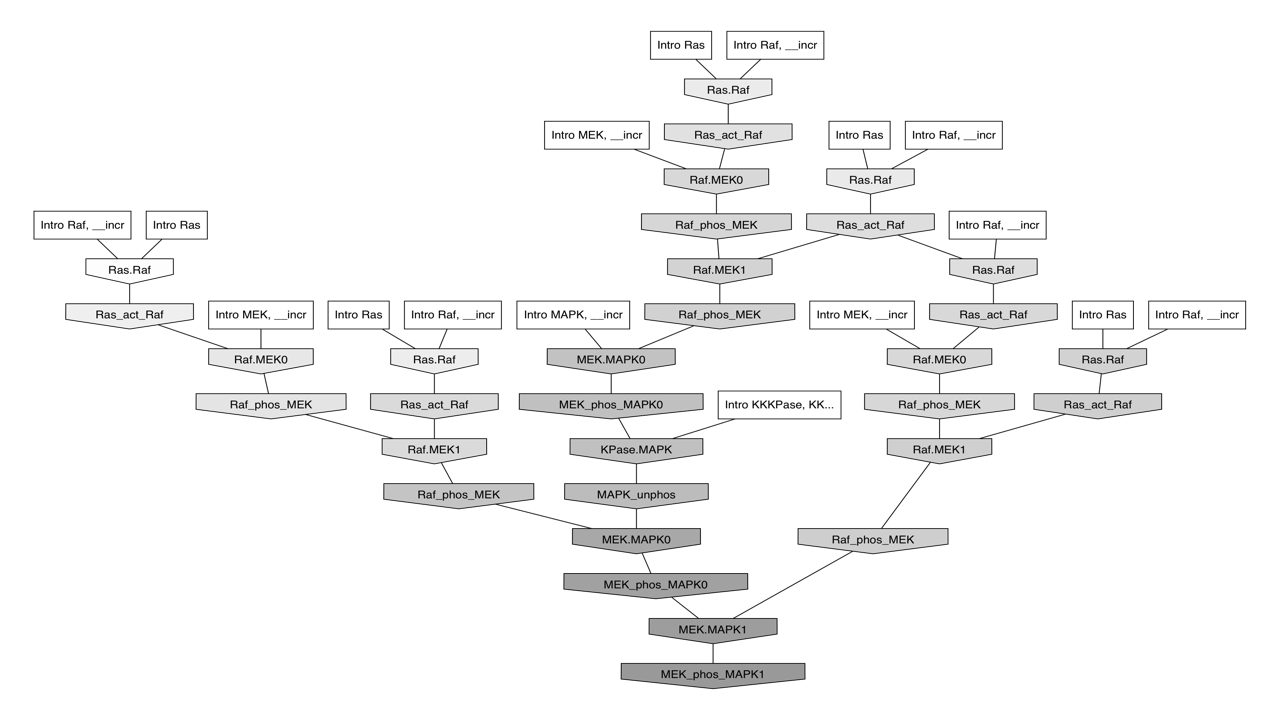 Intro Ras
Intro Raf, __incr
Ras.Raf
Intro MEK, __incr
Ras_act_Raf
Intro Ras
Intro Raf, __incr
Raf.MEK0
Ras.Raf
Intro Raf, __incr
Intro Ras
Raf_phos_MEK
Ras_act_Raf
Intro Raf, __incr
Ras.Raf
Raf.MEK1
Ras.Raf
Ras_act_Raf
Intro MEK, __incr
Intro Ras
Intro Raf, __incr
Intro MAPK, __incr
Raf_phos_MEK
Intro MEK, __incr
Ras_act_Raf
Intro Ras
Intro Raf, __incr
Raf.MEK0
Ras.Raf
MEK.MAPK0
Raf.MEK0
Ras.Raf
Raf_phos_MEK
Ras_act_Raf
MEK_phos_MAPK0
Intro KKKPase, KK...
Raf_phos_MEK
Ras_act_Raf
Raf.MEK1
KPase.MAPK
Raf.MEK1
Raf_phos_MEK
MAPK_unphos
MEK.MAPK0
Raf_phos_MEK
MEK_phos_MAPK0
MEK.MAPK1
MEK_phos_MAPK1